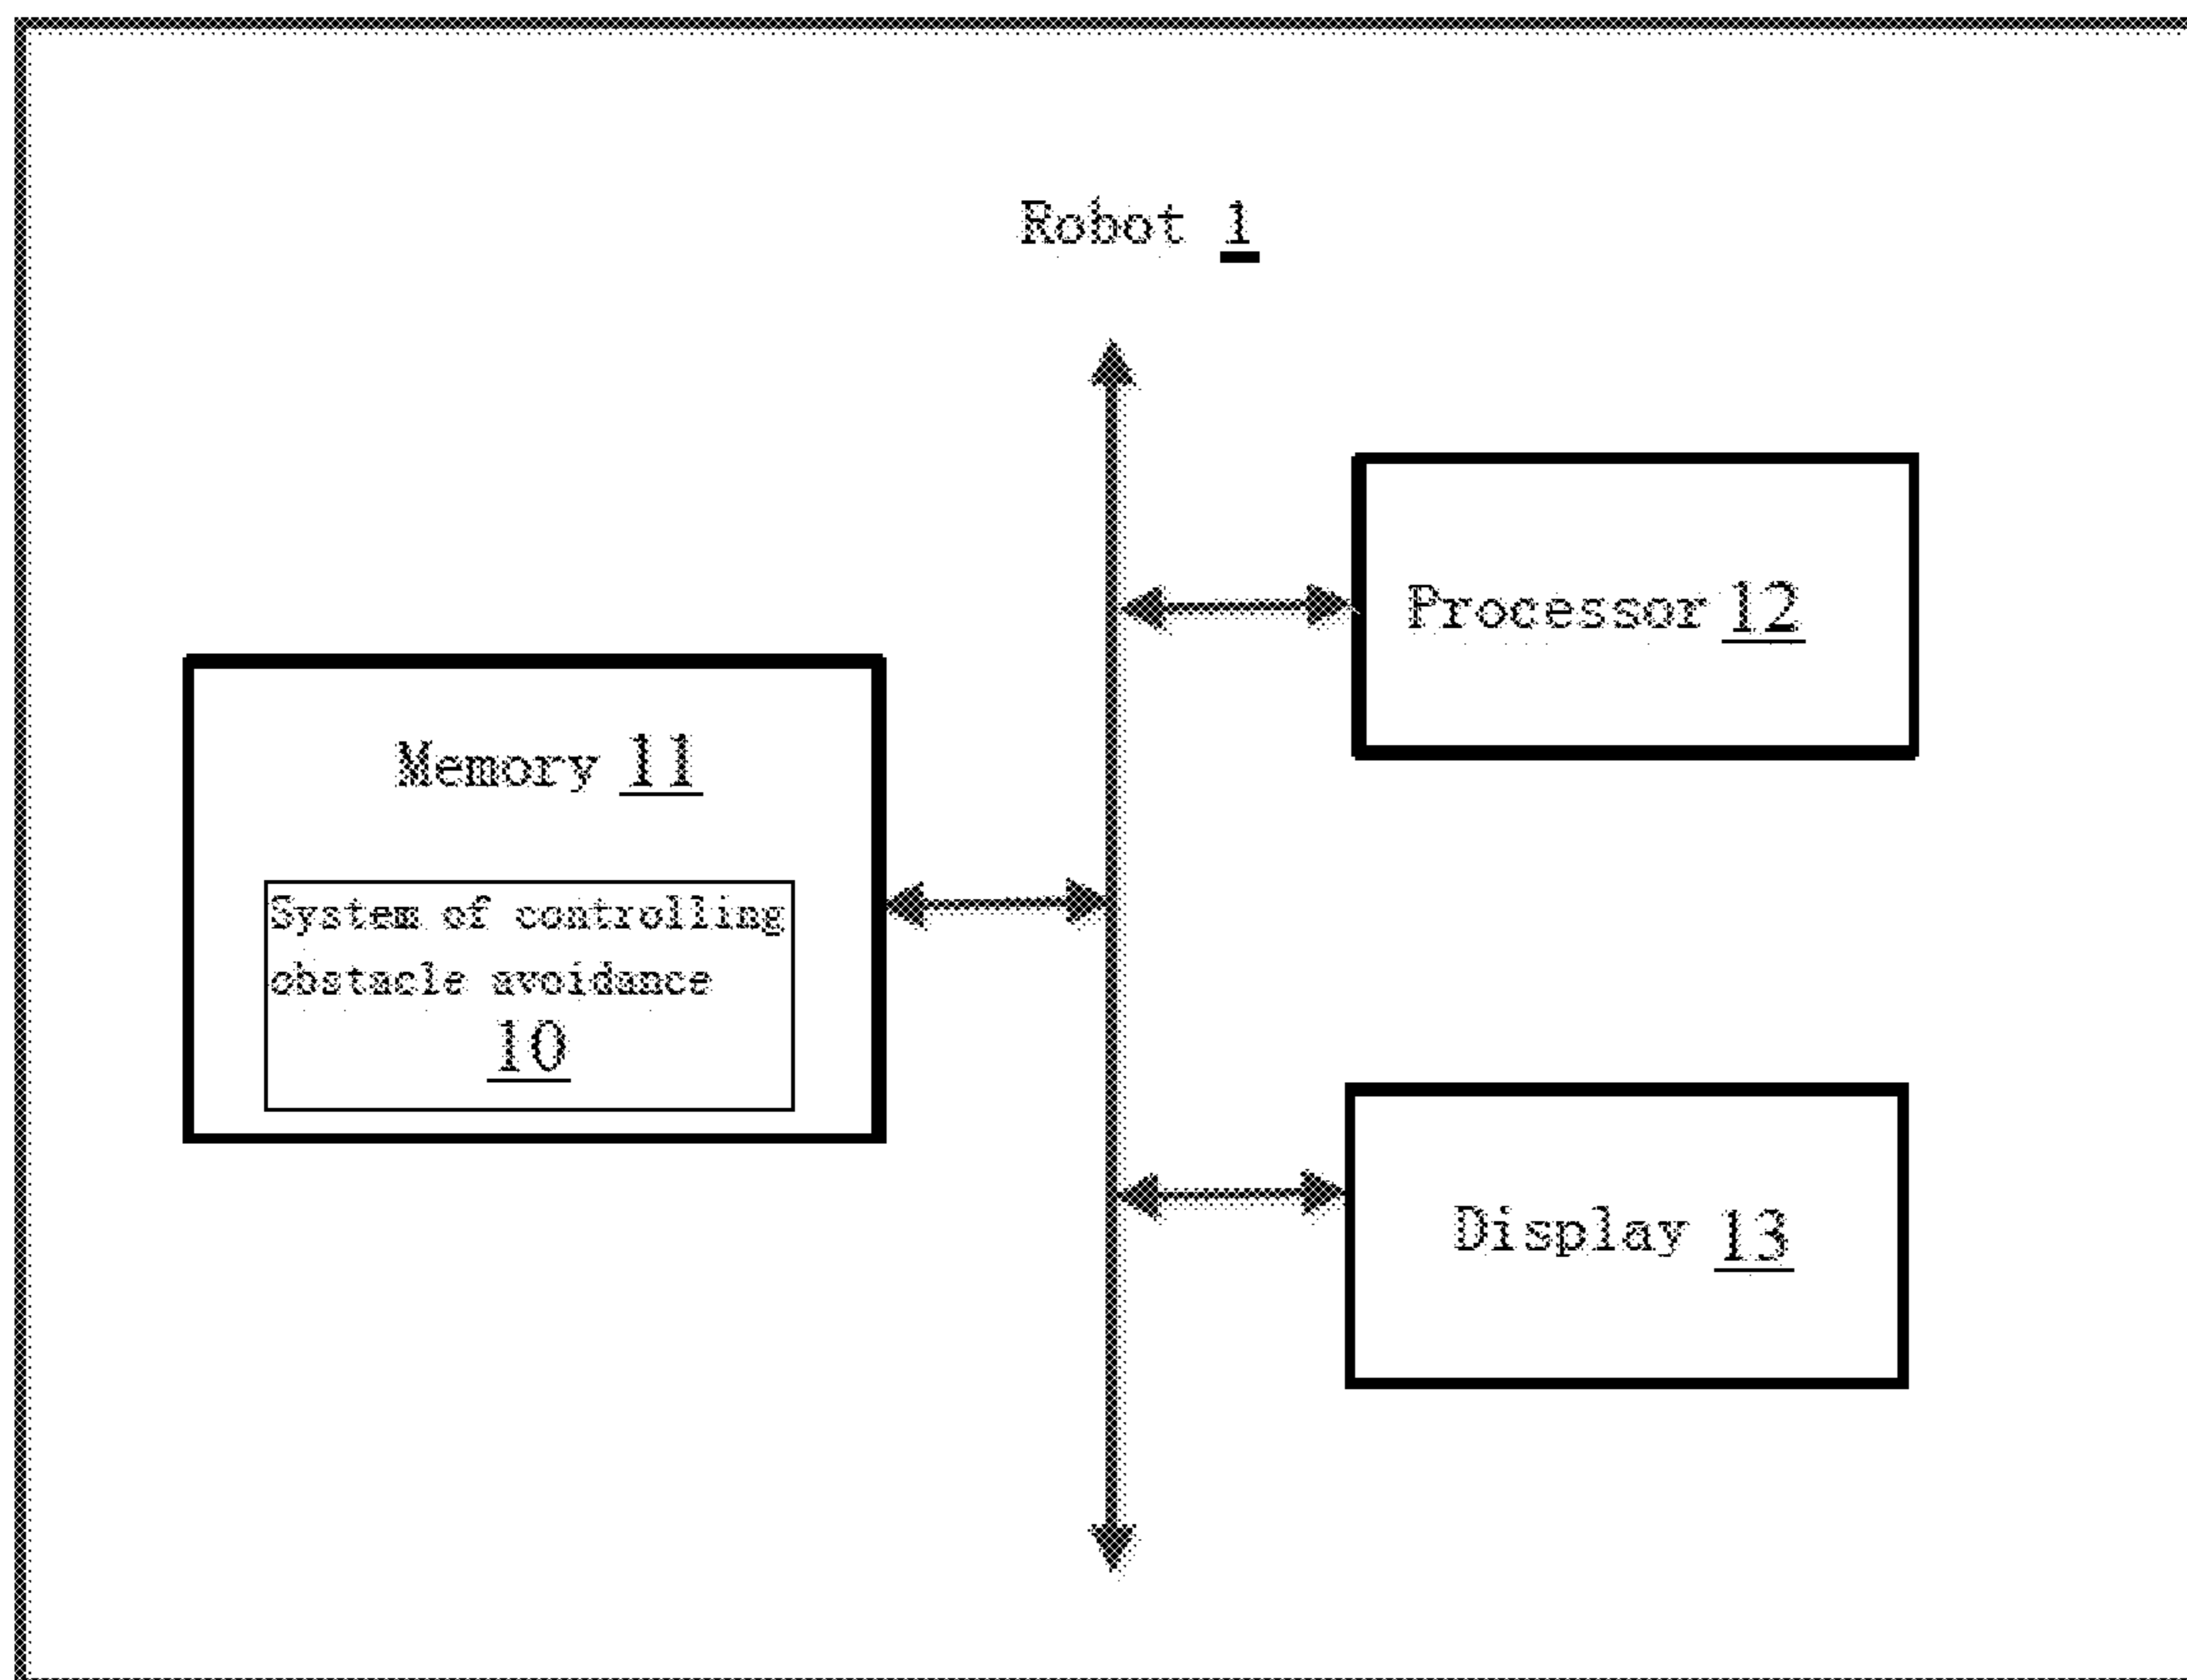 Robot 1
Processor 12
Memory 11
System of controlling
obstacle avoidance
10
Display 13